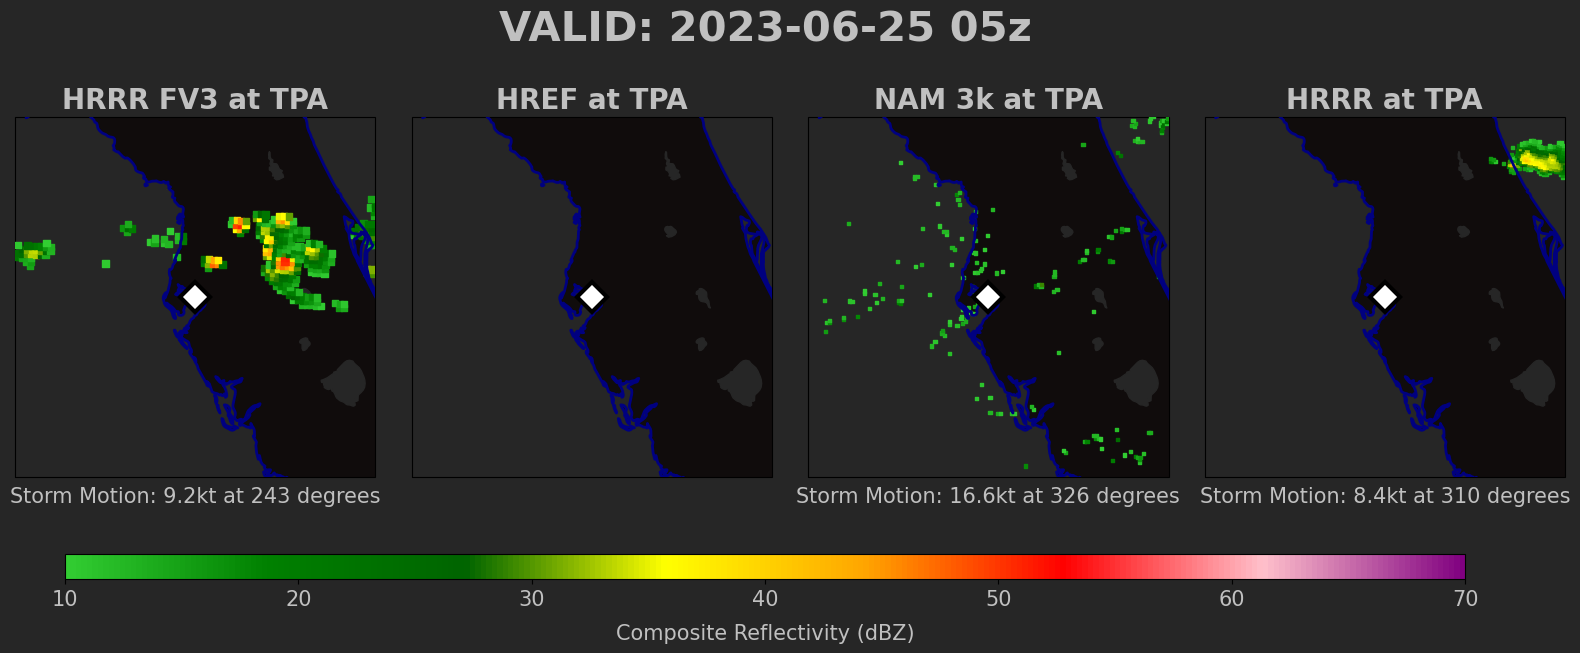 VALID: 2023-06-25 05z
HRRR FV3 at TPA
HREF at TPA
NAM 3k at TPA
HRRR at TPA
Storm Motion: 9.2kt at 243 degrees
Storm Motion: 16.6kt at 326 degrees
Storm Motion: 8.4kt at 310 degrees
10 20 30 40 50 60 70
Composite Reflectivity (dBZ)